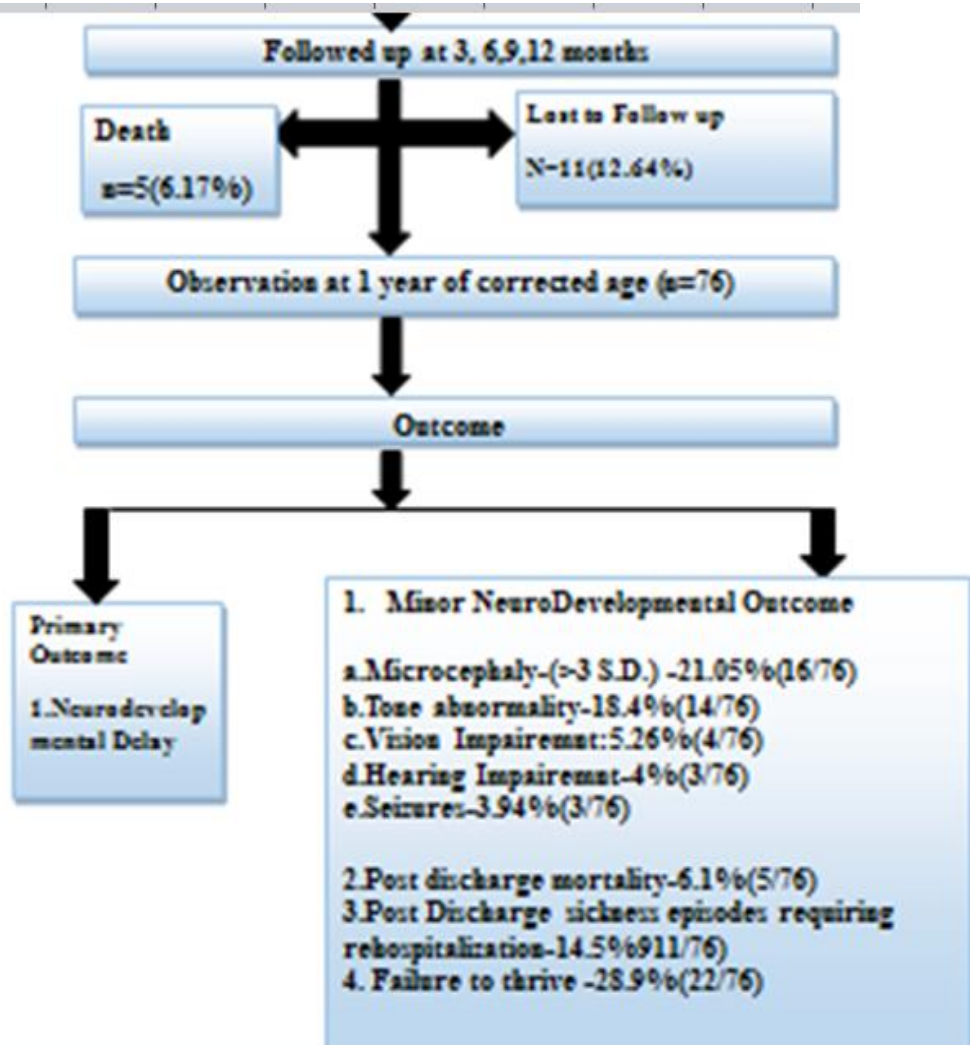 Followed up at 3, 6,9,12 months
Death
n=5(6.17%)
Lost to Follow up
N=11(12.64%)
Observation at 1 year of corrected age (n=76)
Outcome
Primary
Outcome
1.Neurodevelop
mental Delay
1. Minor NeuroDevelopmental Outcome
a.Microcephaly-(>3 S.D.) -21.05%(16/76)
b.Tone abnormality-18.4%(14/76)
c.Vision Impairemnt:5.26%(4/76)
d.Hearing Impairemnt-4%(3/76)
e.Seizures-3.94%(3/76)
2.Post discharge mortality-6.1%(5/76)
3.Post Discharge sickness episodes requiring
rehospitalization-14.5%911/76)
4. Failure to thrive -28.9%(22/76)